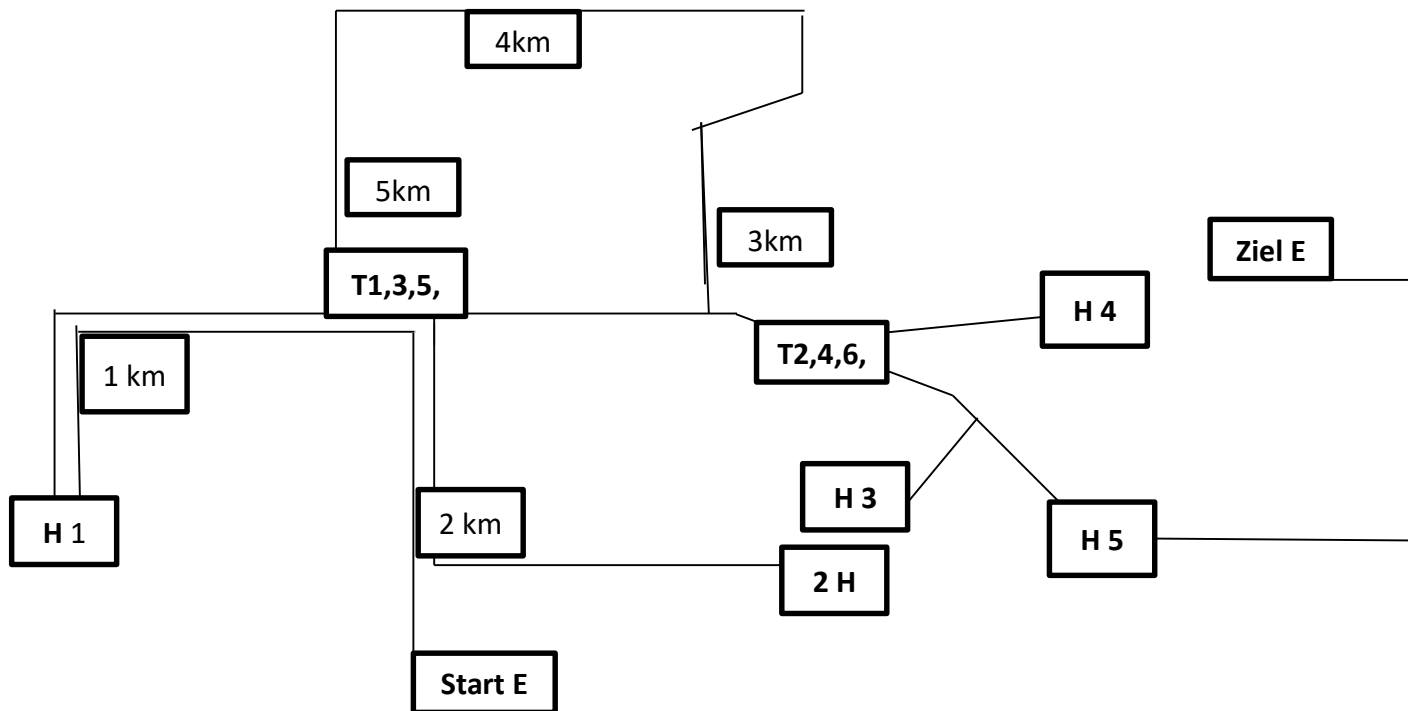 4km
5km
3km
Ziel E
T1,3,5,
H 4
T2,4,6,
1 km
H 3
2 km
H 1
H 5
2 H
Start E